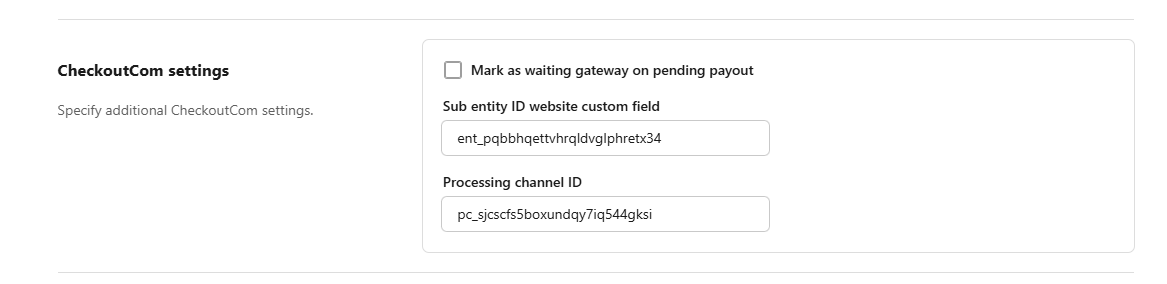 CheckoutCom settings
Specify additional CheckoutCom settings.
Mark as waiting gateway on pending payout
Sub entity ID website custom field
ent_pqbbhqettvhrqldvglphretx34
Processing channel ID
pc_sjcscfs5boxundqy7iq544gksi